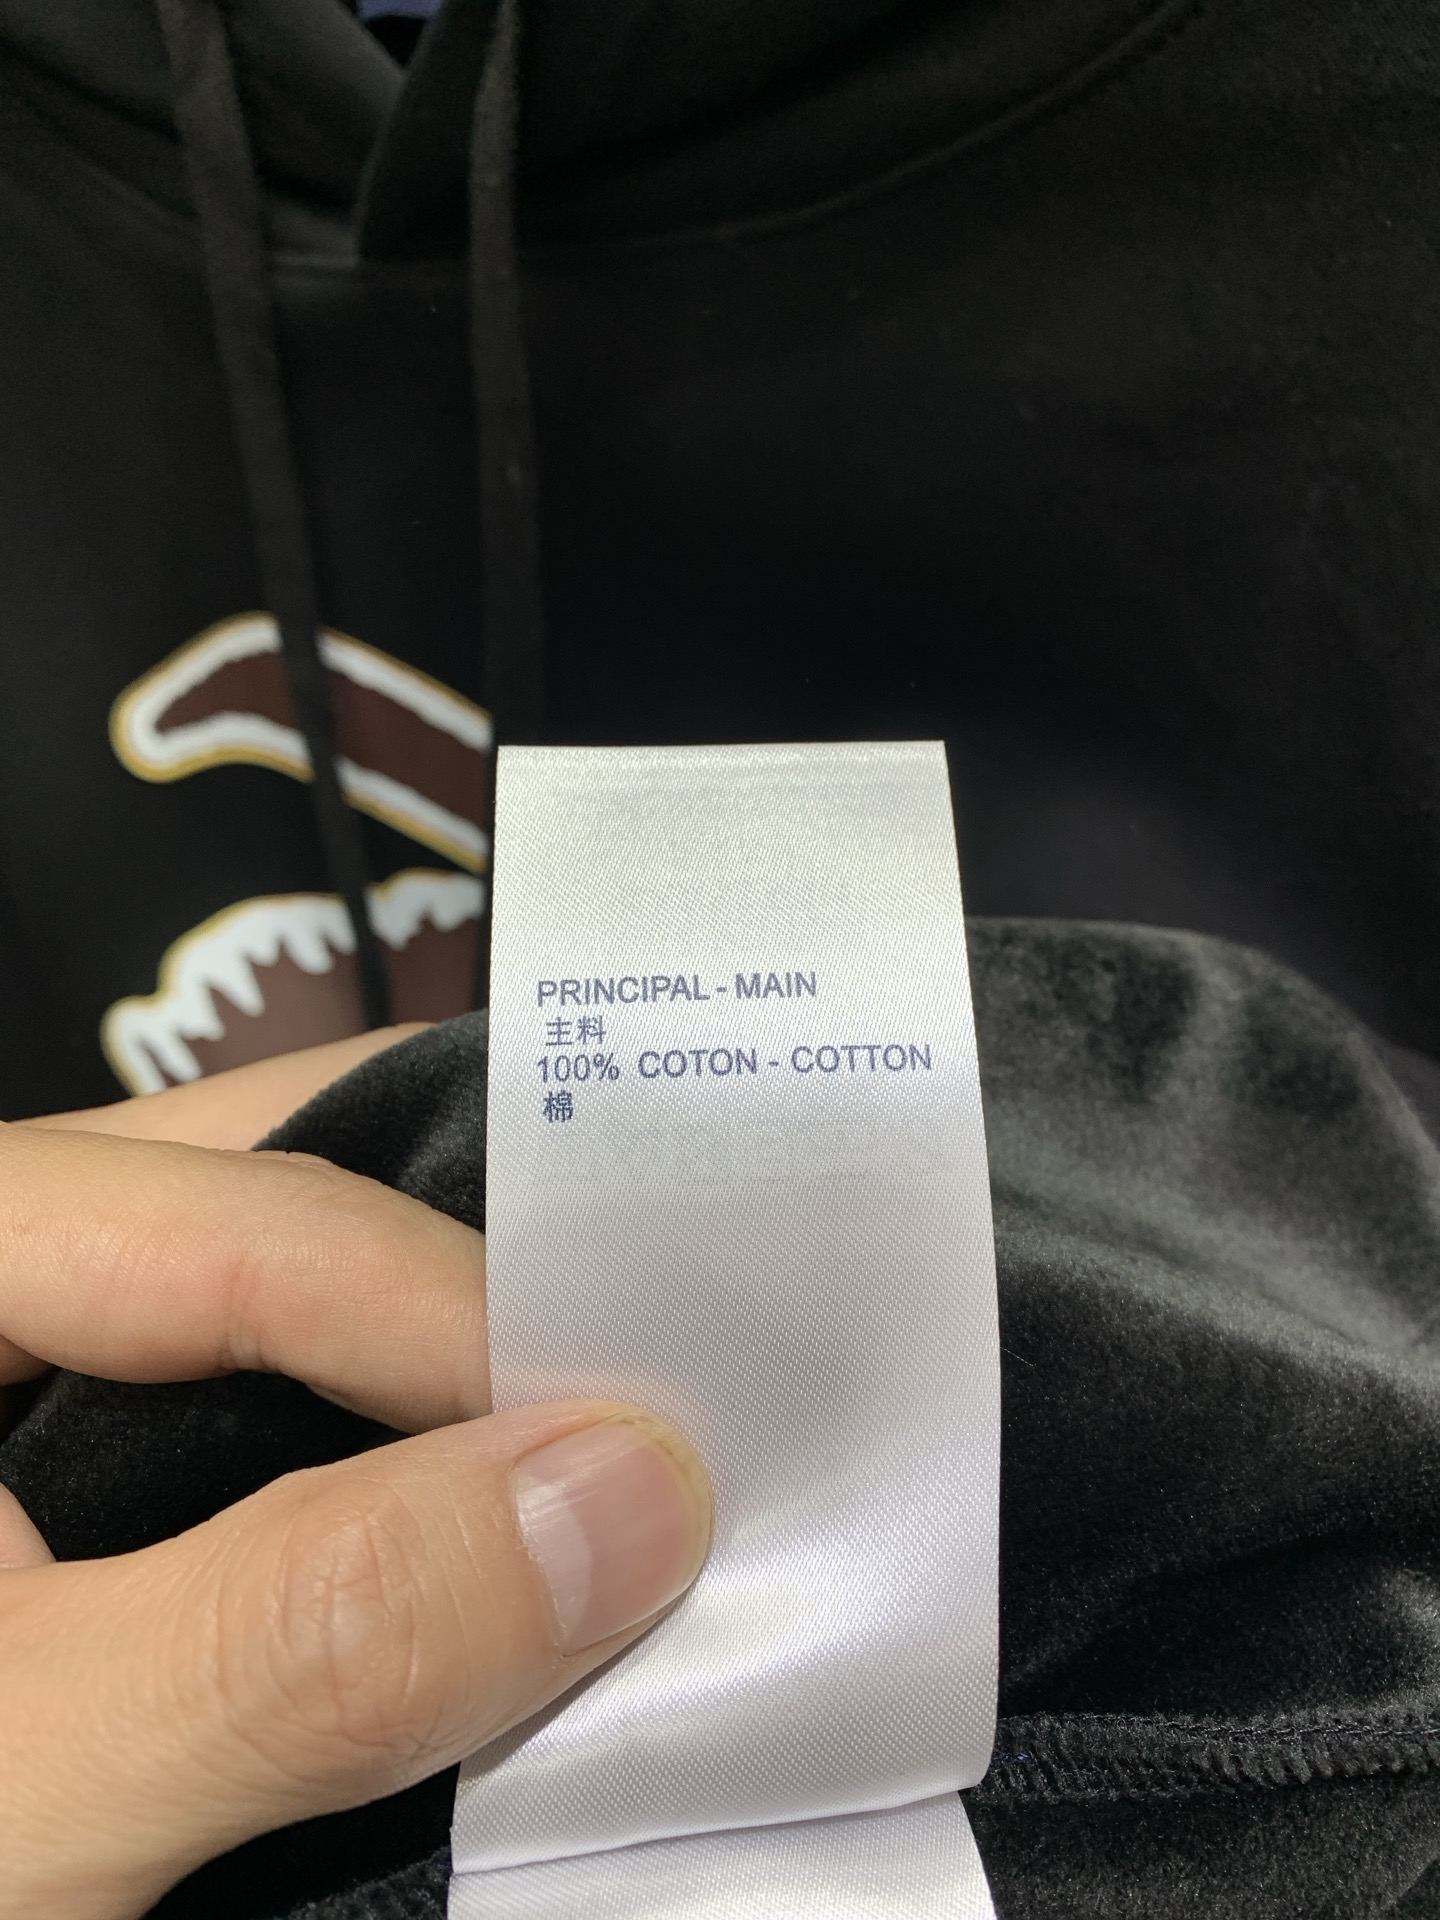 PRINCIPAL - MAIN
主料
100% COTON - COTTON
棉